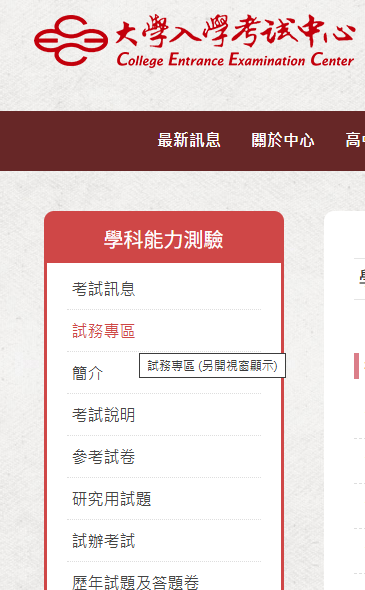 大學入學考試中心
College Entrance Examination Center
最新訊息 關於中心 高
學科能力測驗
考試訊息
試務專區
試務專區 (另開視窗顯示)
簡介
考試說明
參考試卷
研究用試題
試辦考試
歷年試題及答題卷